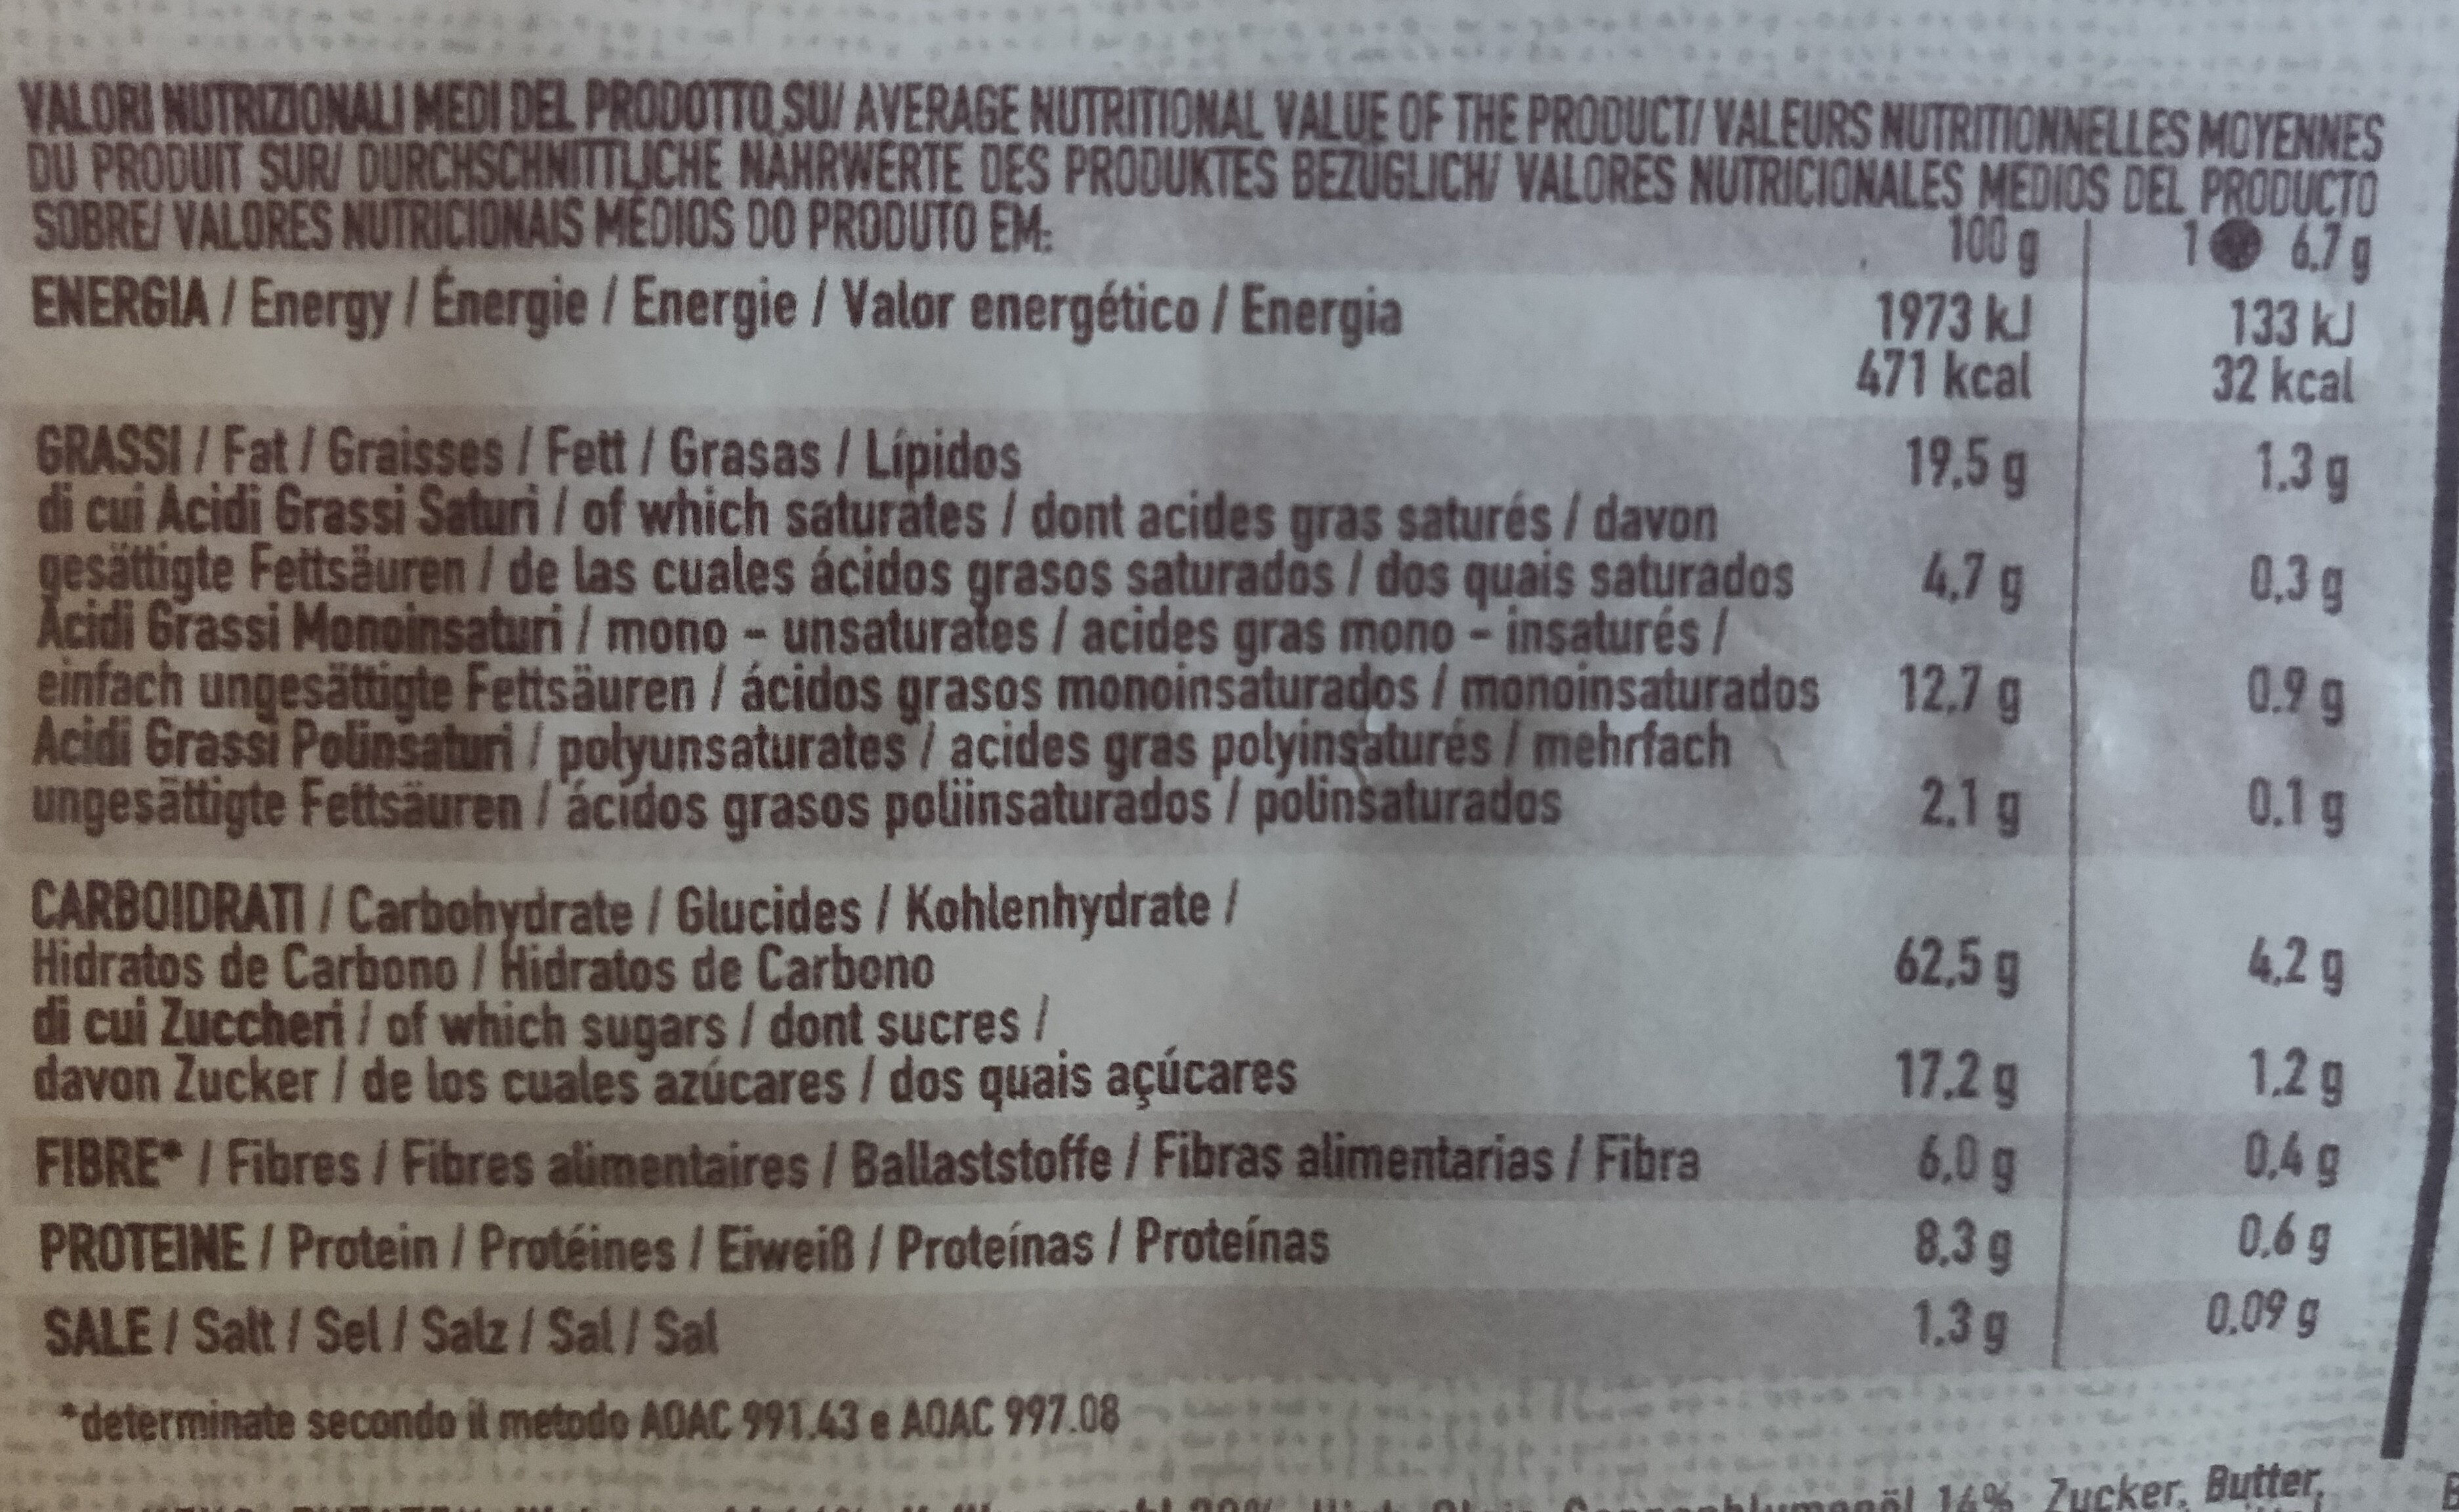 VALORI NUTRIZIONALI MEDI DEL PRODOTTO SU/ AVERAGE NUTRITIONAL VALUE OF THE PRODUCT/ VALEURS NUTRITIONNELLES MOYENNES
DU PRODUIT SUR/ DURCHSCHNITTLICHE NÄHRWERTE DES PRODUKTES BEZÜGLICH/ VALORES NUTRICIONALES MEDIOS DEL PRODUCTO
SOBRE/ VALORES NUTRICIONAIS MÉDIOS DO PRODUTO EM: 100 g 1 6.7 g
ENERGIA / Energy / Énergie / Energie / Valor energético / Energia 1973 kJ 133 kJ
471 kcal 32 kcal
GRASSI / Fat / Graisses / Fett / Grasas / Lípidos 19,5 g 1.3 g
di cui Acidi Grassi Saturi / of which saturates / dont acides gras saturés / davon
gesättigte Fettsäuren / de las cuales ácidos grasos saturados / dos quais saturados 4,7 g 0,3 g
Acidi Grassi Monoinsaturi / mono - unsaturates / acides gras mono - insaturés /
einfach ungesättigte Fettsäuren / ácidos grasos monoinsaturados / monoinsaturados 12,7 g 0.9 g
Acidi Grassi Polinsaturi / polyunsaturates / acides gras polyinsaturés / mehrfach
ungesättigte Fettsäuren / ácidos grasos poliinsaturados / polinsaturados 2.1 g 0.1 g
CARBOIDRATI / Carbohydrate / Glucides / Kohlenhydrate /
Hidratos de Carbono / Hidratos de Carbono 62,5 g 4,2 g
di cui Zuccheri / of which sugars / dont sucres /
davon Zucker / de los cuales azúcares / dos quais açúcares 17,2 g 1,2 g
FIBRE* / Fibres / Fibres alimentaires / Ballaststoffe / Fibras alimentarias / Fibra 6,0 g 0,4 g
PROTEINE / Protein / Protéines / Eiweiß / Proteínas / Proteínas 8,3 g 0,6 g
SALE / Salt / Sel / Salz / Sal / Sal 1.3 g 0,09 g
*determinate secondo il metodo AOAC 991.43 e AOAC 997.08
14% Zucker, Butter,